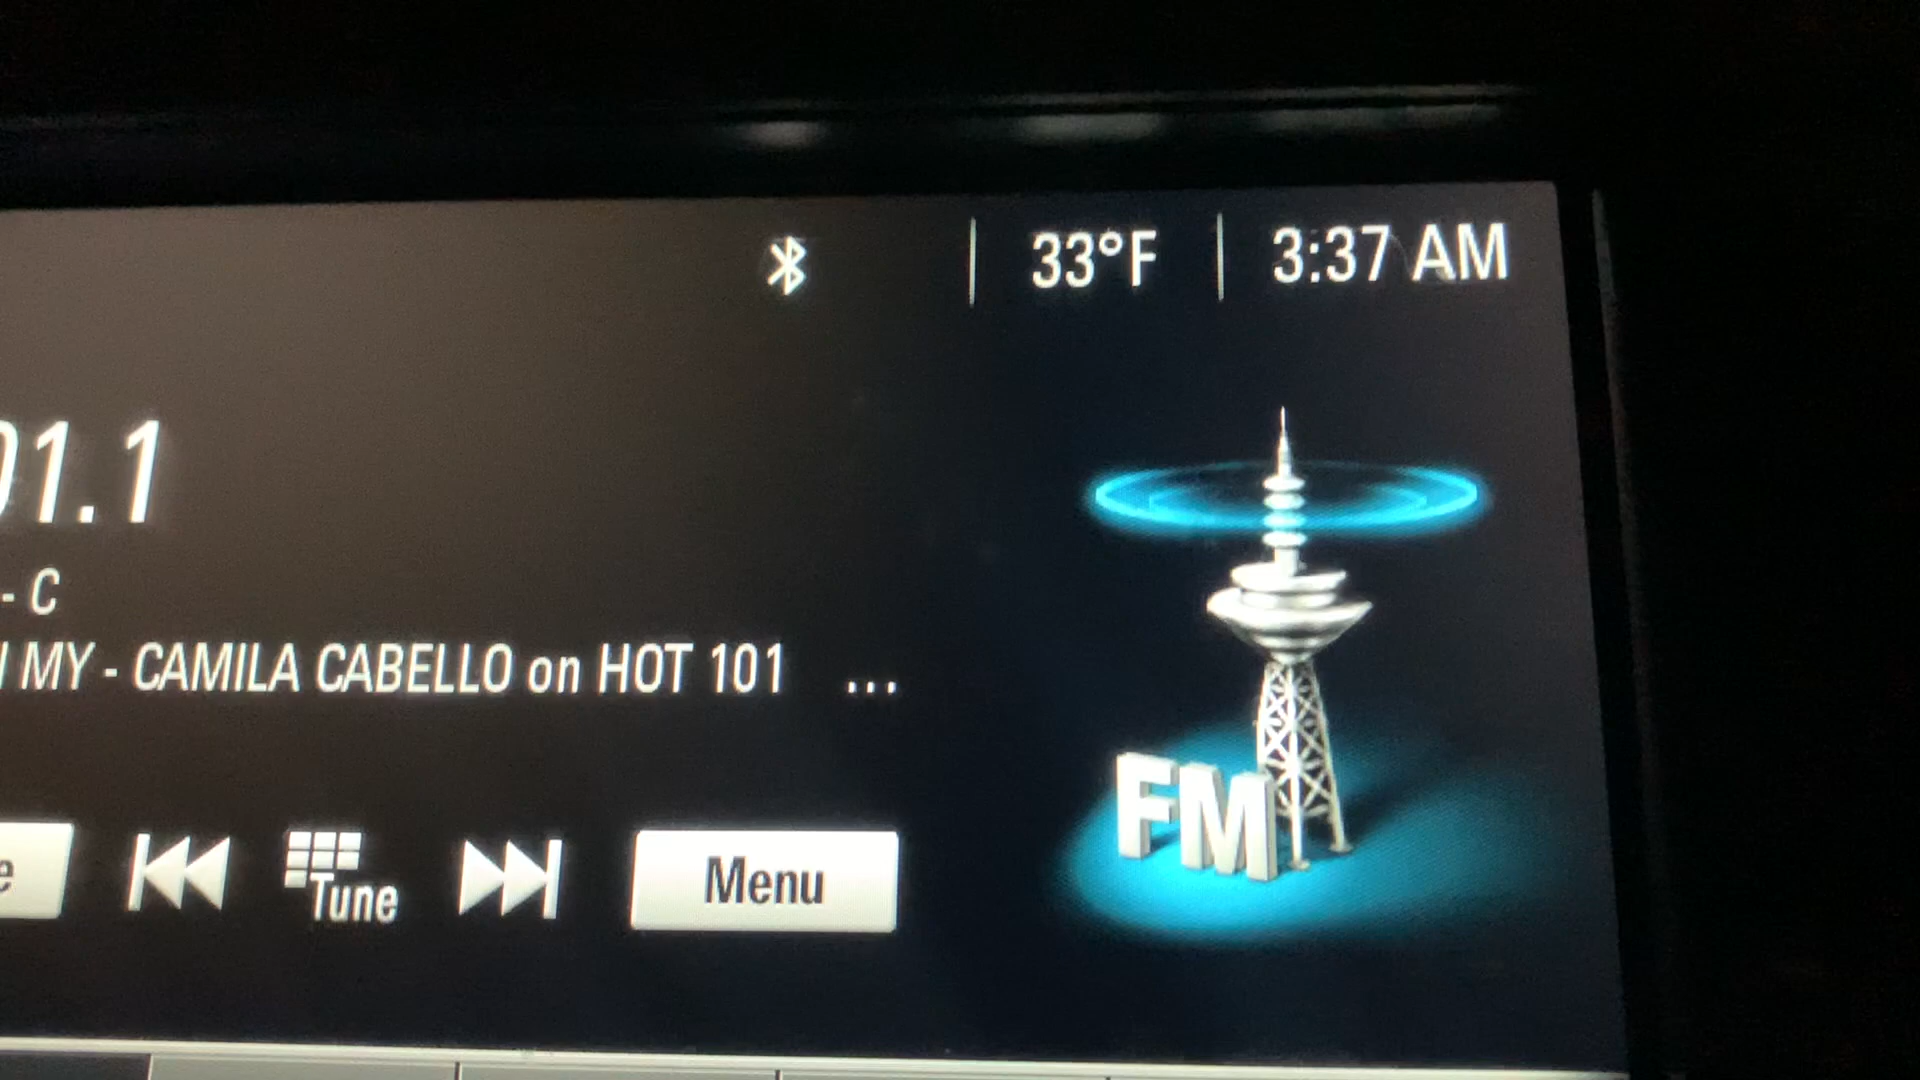 33°F 3:37 AM
01.1
- C
MY - CAMILA CABELLO on HOT 101 ...
Tune
Menu
FM